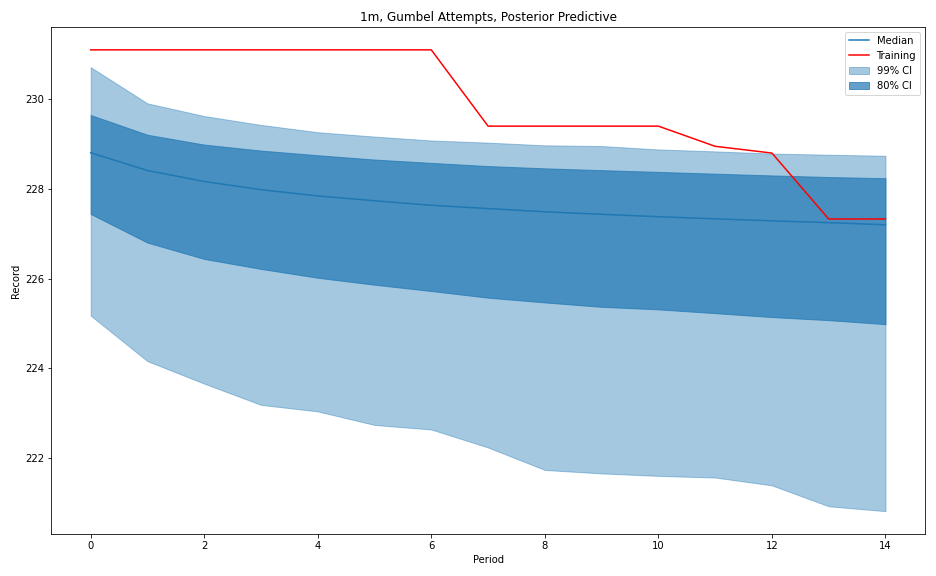 1m, Gumbel Attempts, Posterior Predictive
Median
Training
99% CI
80% CI
230
228
226
224
222
Record
0 2 4 6 8 10 12 14
Period